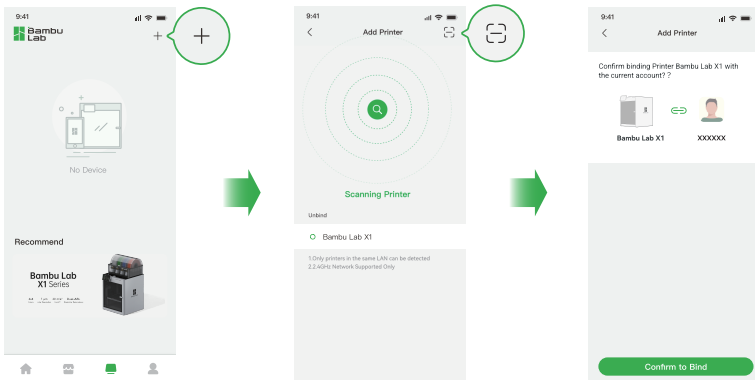 9:41
Bambu
Lab
No Device
Recommend
Bambu Lab
X1 Series
9:41
Add Printer
Scanning Printer
Unbind
Bambu Lab X1
1.Only printers in the same LAN can be detected
2.2.4GHz Network Supported Only
9:41
Add Printer
Confirm binding Printer Bambu Lab X1 with
the current account? ?
Bambu Lab X1
XXXXXX
Confirm to Bind